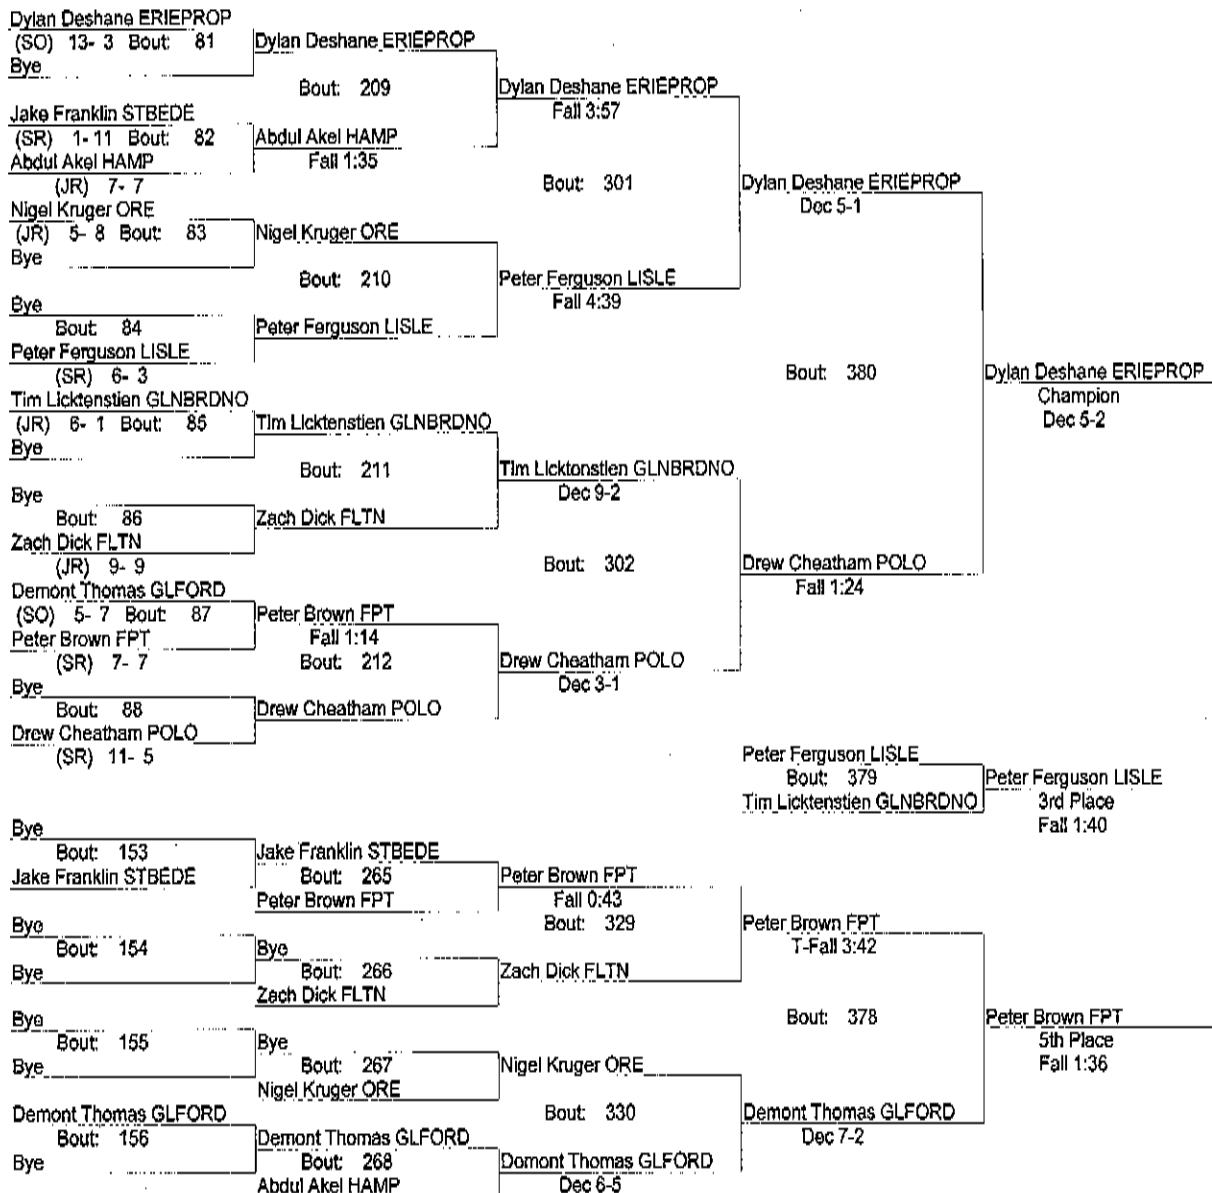 Dylan Deshane ERIEPROP
(SO) 13- 3 Bout: 81
Bye
Dylan Deshane ERIEPROP
Bout: 209
Jake Franklin STBEDE
(SR) 1- 11 Bout: 82
Abdul Akel HAMP
(JR) 7- 7
Abdul Akel HAMP
Fall 1:35
Dylan Deshane ERIEPROP
Fall 3:57
Bout: 301
Nigel Kruger ORE
(JR) 5- 8 Bout: 83
Bye
Nigel Kruger ORE
Bout: 210
Bye
Bout: 84
Peter Ferguson LISLE
(SR) 6- 3
Peter Ferguson LISLE
Peter Ferguson LISLE
Fall 4:39
Dylan Deshane ERIEPROP
Dec 5-1
Bout: 380
Tim Licktenstien GLNBRDNO
(JR) 6- 1 Bout: 85
Bye
Tim Licktenstien GLNBRDNO
Bout: 211
Bye
Bout: 86
Zach Dick FLTN
(JR) 9- 9
Zach Dick FLTN
Tim Licktonstien GLNBRDNO
Dec 9-2
Bout: 302
Demont Thomas GLFORD
(SO) 5- 7 Bout: 87
Peter Brown FPT
(SR) 7- 7
Peter Brown FPT
Fall 1:14
Bout: 212
Bye
Bout: 88
Drew Cheatham POLO
(SR) 11- 5
Drew Cheatham POLO
Drew Cheatham POLO
Dec 3-1
Drew Cheatham POLO
Fall 1:24
Dylan Deshane ERIEPROP
Champion
Dec 5-2
Peter Ferguson LISLE
Bout: 379
Tim Licktenstien GLNBRDNO
Peter Ferguson LISLE
3rd Place
Fall 1:40
Bye
Bout: 153
Jake Franklin STBEDE
Jake Franklin STBEDE
Bout: 265
Peter Brown FPT
Peter Brown FPT
Fall 0:43
Bout: 329
Bye
Bout: 154
Bye
Bye
Bout: 266
Zach Dick FLTN
Zach Dick FLTN
Peter Brown FPT
T-Fall 3:42
Bout: 378
Bye
Bout: 155
Bye
Bye
Bout: 267
Nigel Kruger ORE
Nigel Kruger ORE
Bout: 330
Demont Thomas GLFORD
Bout: 156
Bye
Demont Thomas GLFORD
Bout: 268
Abdul Akel HAMP
Domont Thomas GLFORD
Dec 6-5
Demont Thomas GLFORD
Dec 7-2
Peter Brown FPT
5th Place
Fall 1:36